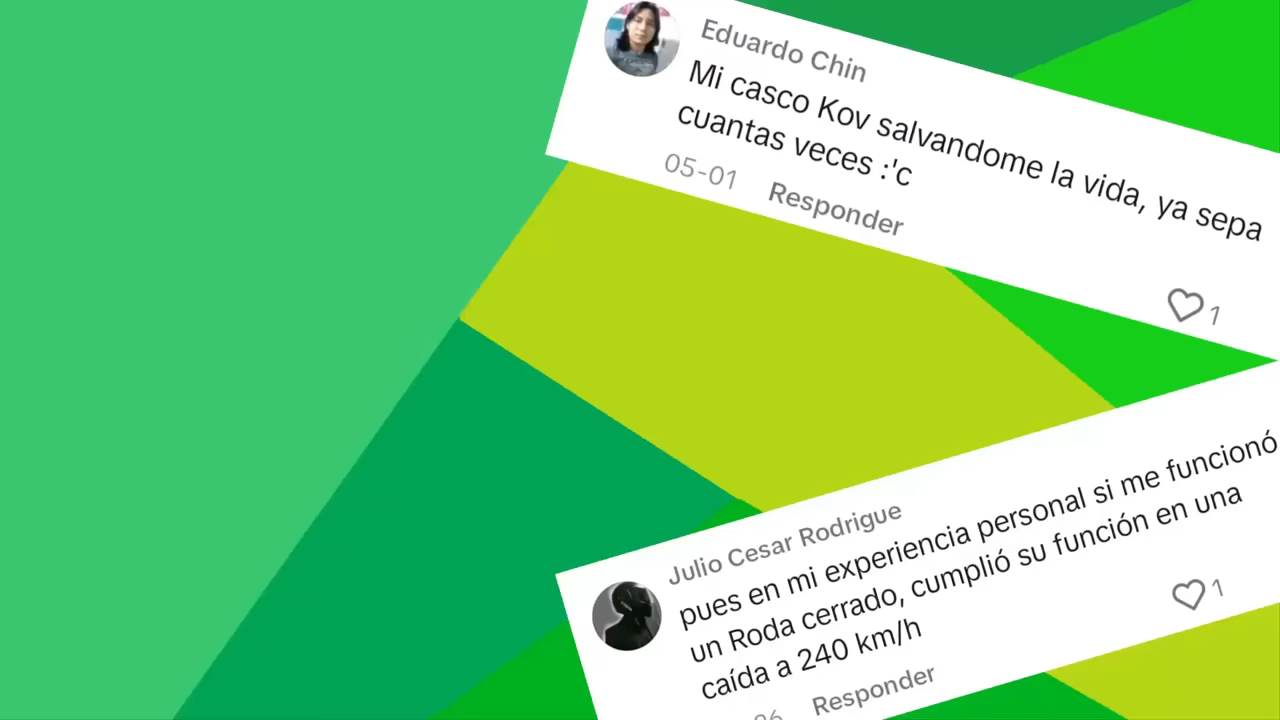 Eduardo Chin
Mi casco Kov salvandome la vida, ya sepa
cuantas veces :'c
05-01 Responder
1
Julio Cesar Rodrigue
pues en mi experiencia personal si me funcionó
un Roda cerrado, cumplió su función en una
caída a 240 km/h
1
Responder